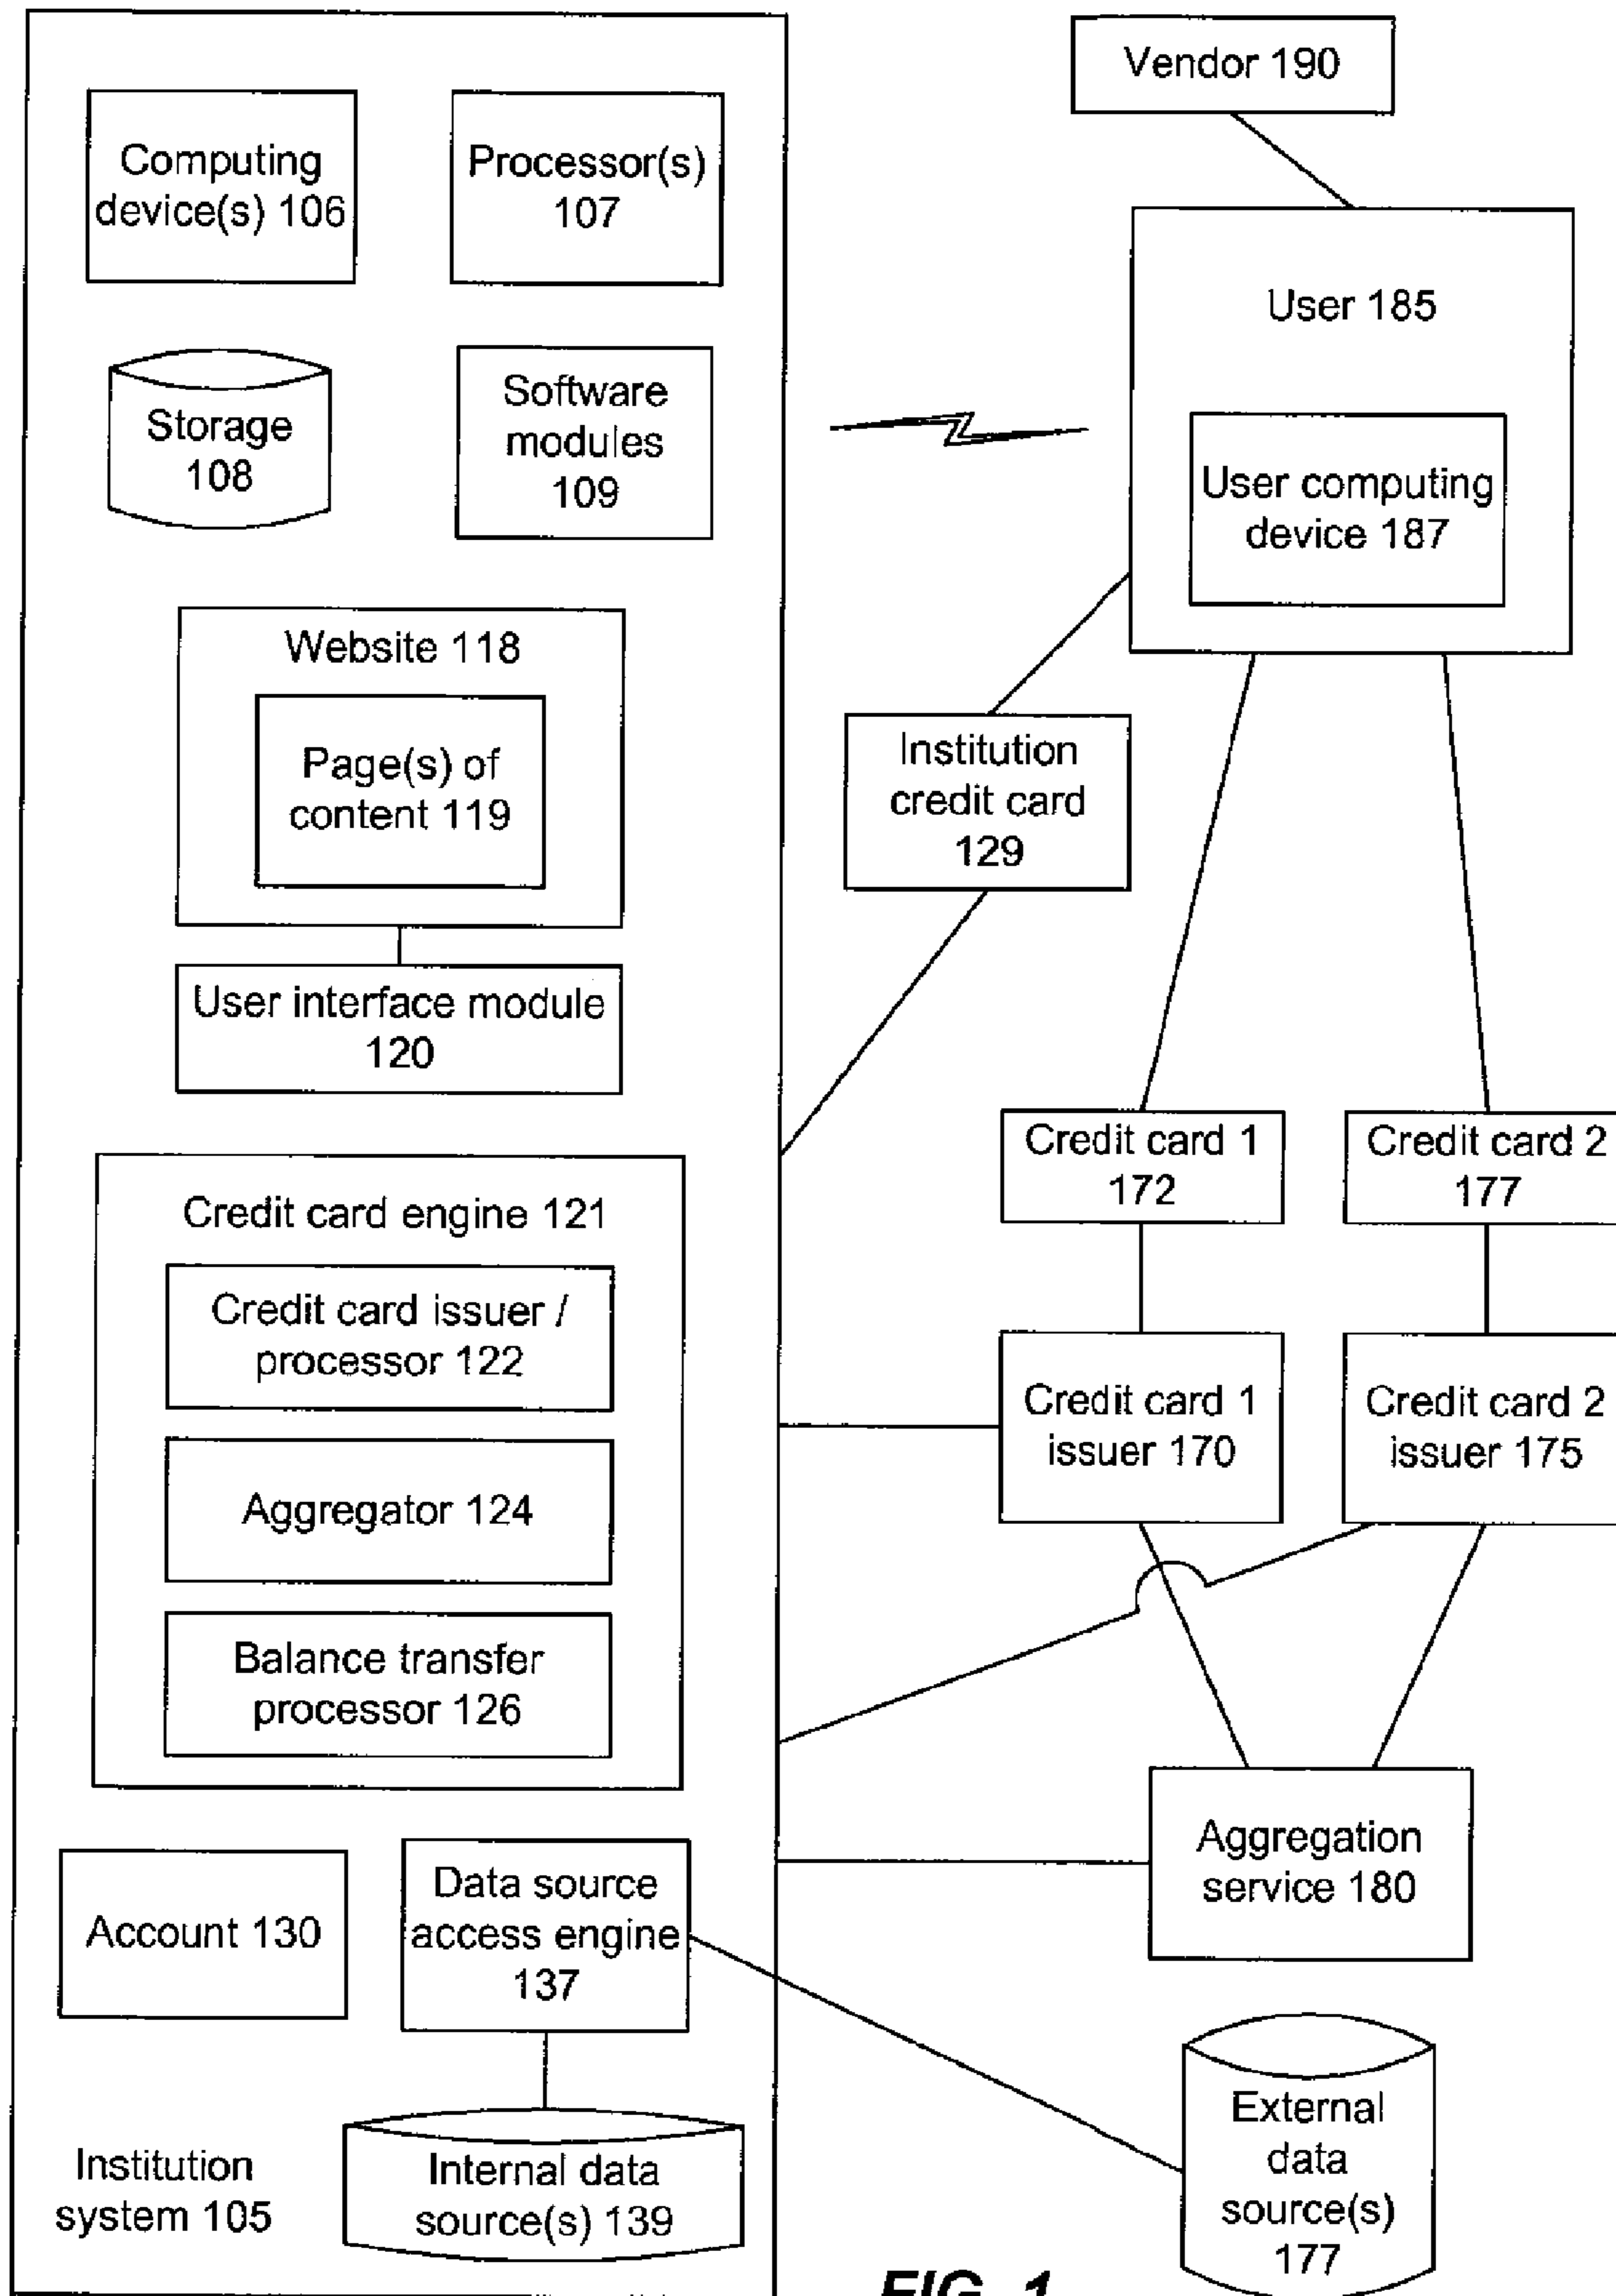 Vendor 190
Computing
device(s) 106
Processor(s)
107
User 185
Storage
108
Software
modules
109
User computing
device 187
Website 118
Page(s) of
content 119
Institution
credit card
129
User interface module
120
Credit card 1
172
Credit card 2
177
Credit card engine 121
Credit card issuer /
processor 122
Credit card 1
issuer 170
Credit card 2
issuer 175
Aggregator 124
Balance transfer
processor 126
Aggregation
service 180
Account 130
Data source
access engine
137
External
data
source(s)
177
Institution
system 105
Internal data
source(s) 139
FIG. 1